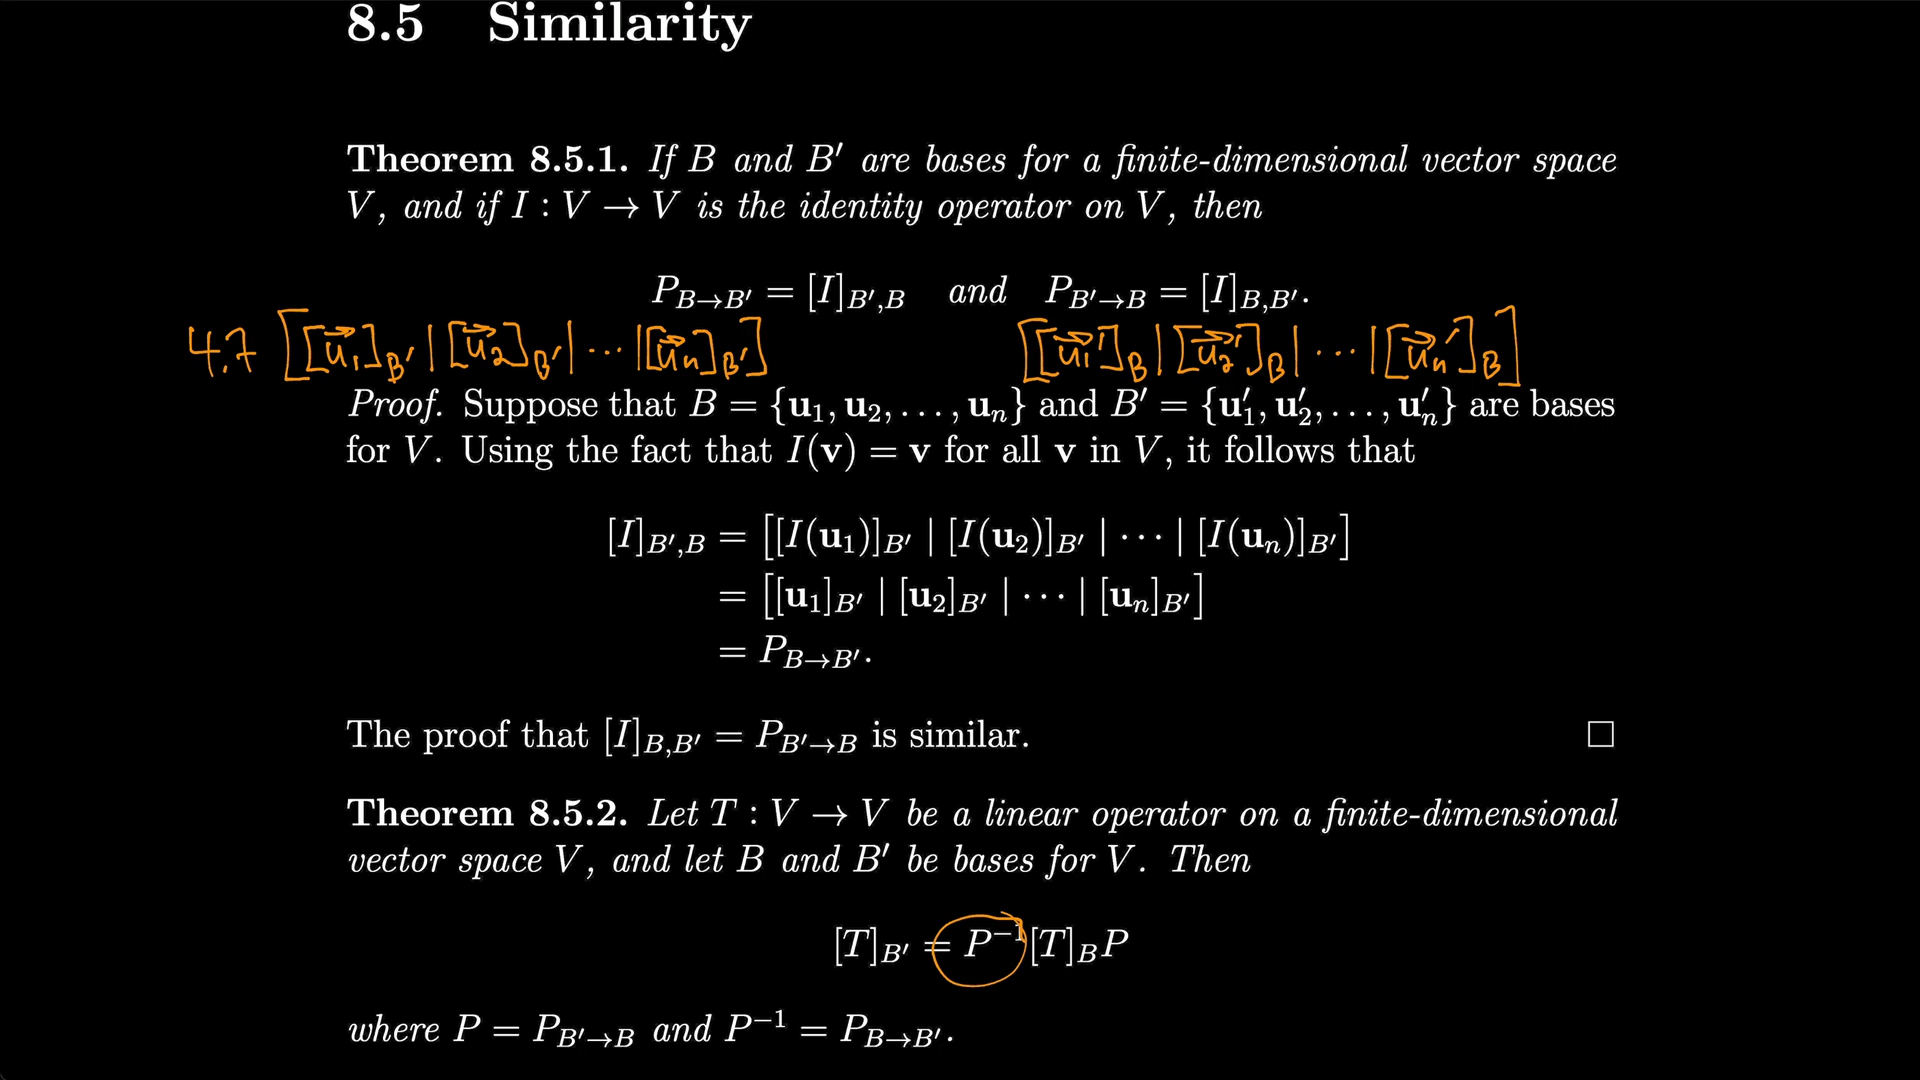 8.5 Similarity
Theorem 8.5.1. If B and B′ are bases for a finite-dimensional vector space
V, and if I : V → V is the identity operator on V, then
P_{B→B′} = [I]_{B′,B} and P_{B′→B} = [I]_{B,B′}.
4.7 [[u⃗₁]_{B′} | [u⃗₂]_{B′} | ⋯ | [u⃗ₙ]_{B′}] [[u⃗₁′]_B | [u⃗₂′]_B | ⋯ | [u⃗ₙ′]_B]
Proof. Suppose that B = {u₁, u₂, . . . , uₙ} and B′ = {u′₁, u′₂, . . . , u′ₙ} are bases
for V. Using the fact that I(v) = v for all v in V, it follows that
[I]_{B′,B} = [[I(u₁)]_{B′} | [I(u₂)]_{B′} | ⋯ | [I(uₙ)]_{B′}]
= [[u₁]_{B′} | [u₂]_{B′} | ⋯ | [uₙ]_{B′}]
= P_{B→B′}.
The proof that [I]_{B,B′} = P_{B′→B} is similar. □
Theorem 8.5.2. Let T : V → V be a linear operator on a finite-dimensional
vector space V, and let B and B′ be bases for V. Then
[T]_{B′} = P⁻¹[T]_B P
where P = P_{B′→B} and P⁻¹ = P_{B→B′}.